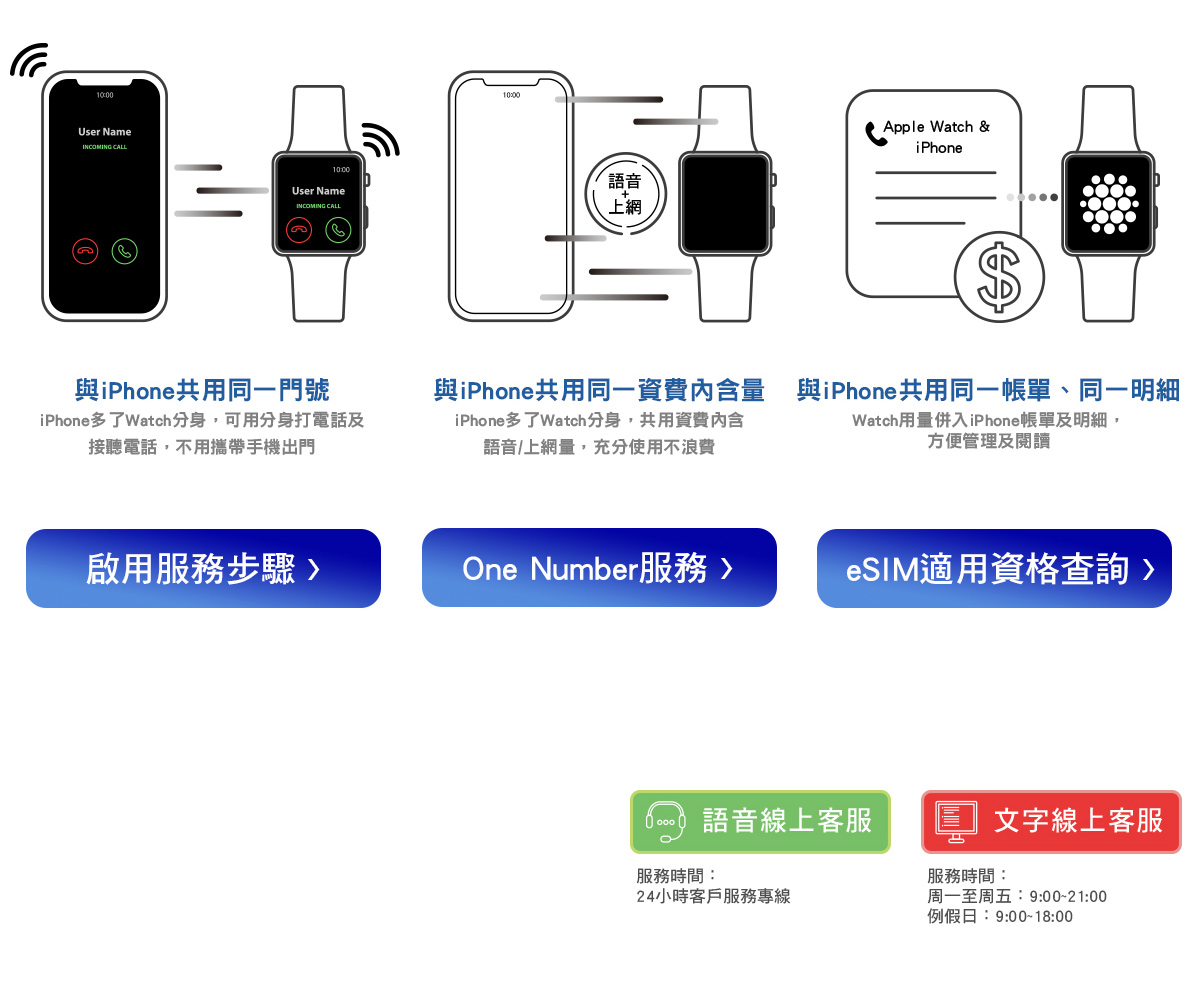 10:00
User Name
INCOMING CALL
10:00
User Name
INCOMING CALL
10:00
語音
+
上網
Apple Watch &
iPhone
$
與iPhone共用同一門號
iPhone多了Watch分身，可用分身打電話及
接聽電話，不用攜帶手機出門
與iPhone共用同一資費內含量
iPhone多了Watch分身，共用資費內含
語音/上網量，充分使用不浪費
與iPhone共用同一帳單、同一明細
Watch用量併入iPhone帳單及明細，
方便管理及閱讀
啟用服務步驟 〉
One Number服務 〉
eSIM適用資格查詢 〉
語音線上客服
服務時間：
24小時客戶服務專線
文字線上客服
服務時間：
周一至周五：9:00~21:00
例假日：9:00~18:00